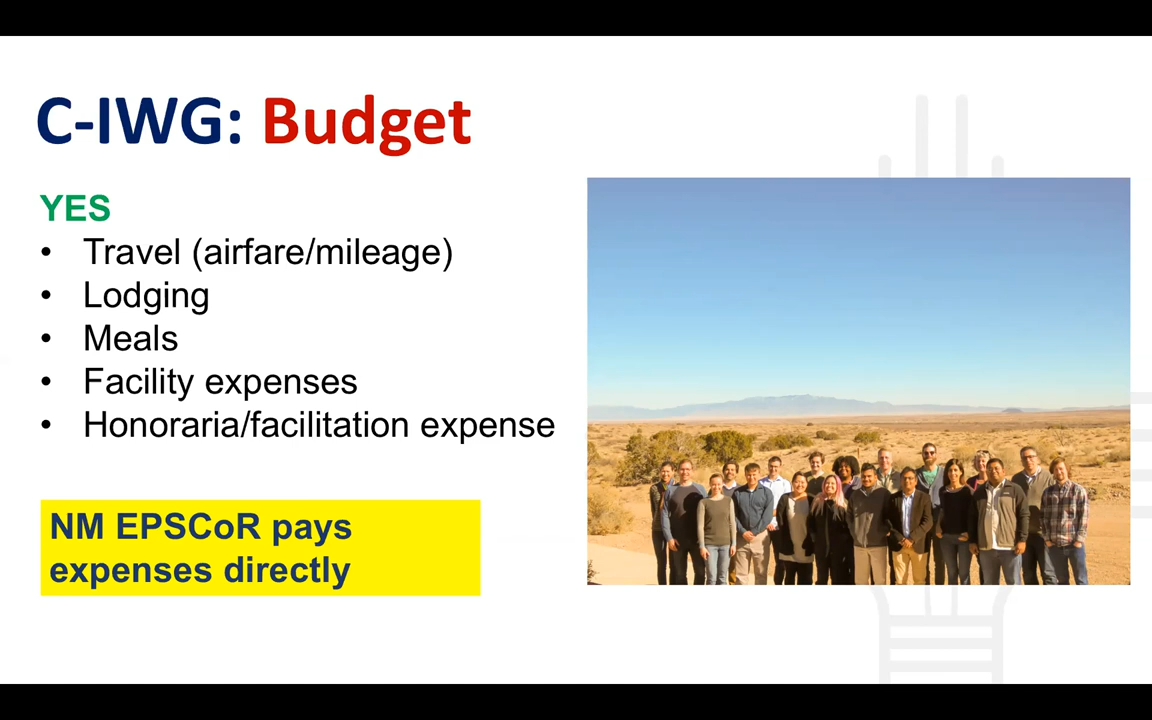 C-IWG: Budget
YES
• Travel (airfare/mileage)
• Lodging
• Meals
• Facility expenses
• Honoraria/facilitation expense
NM EPSCoR pays
expenses directly